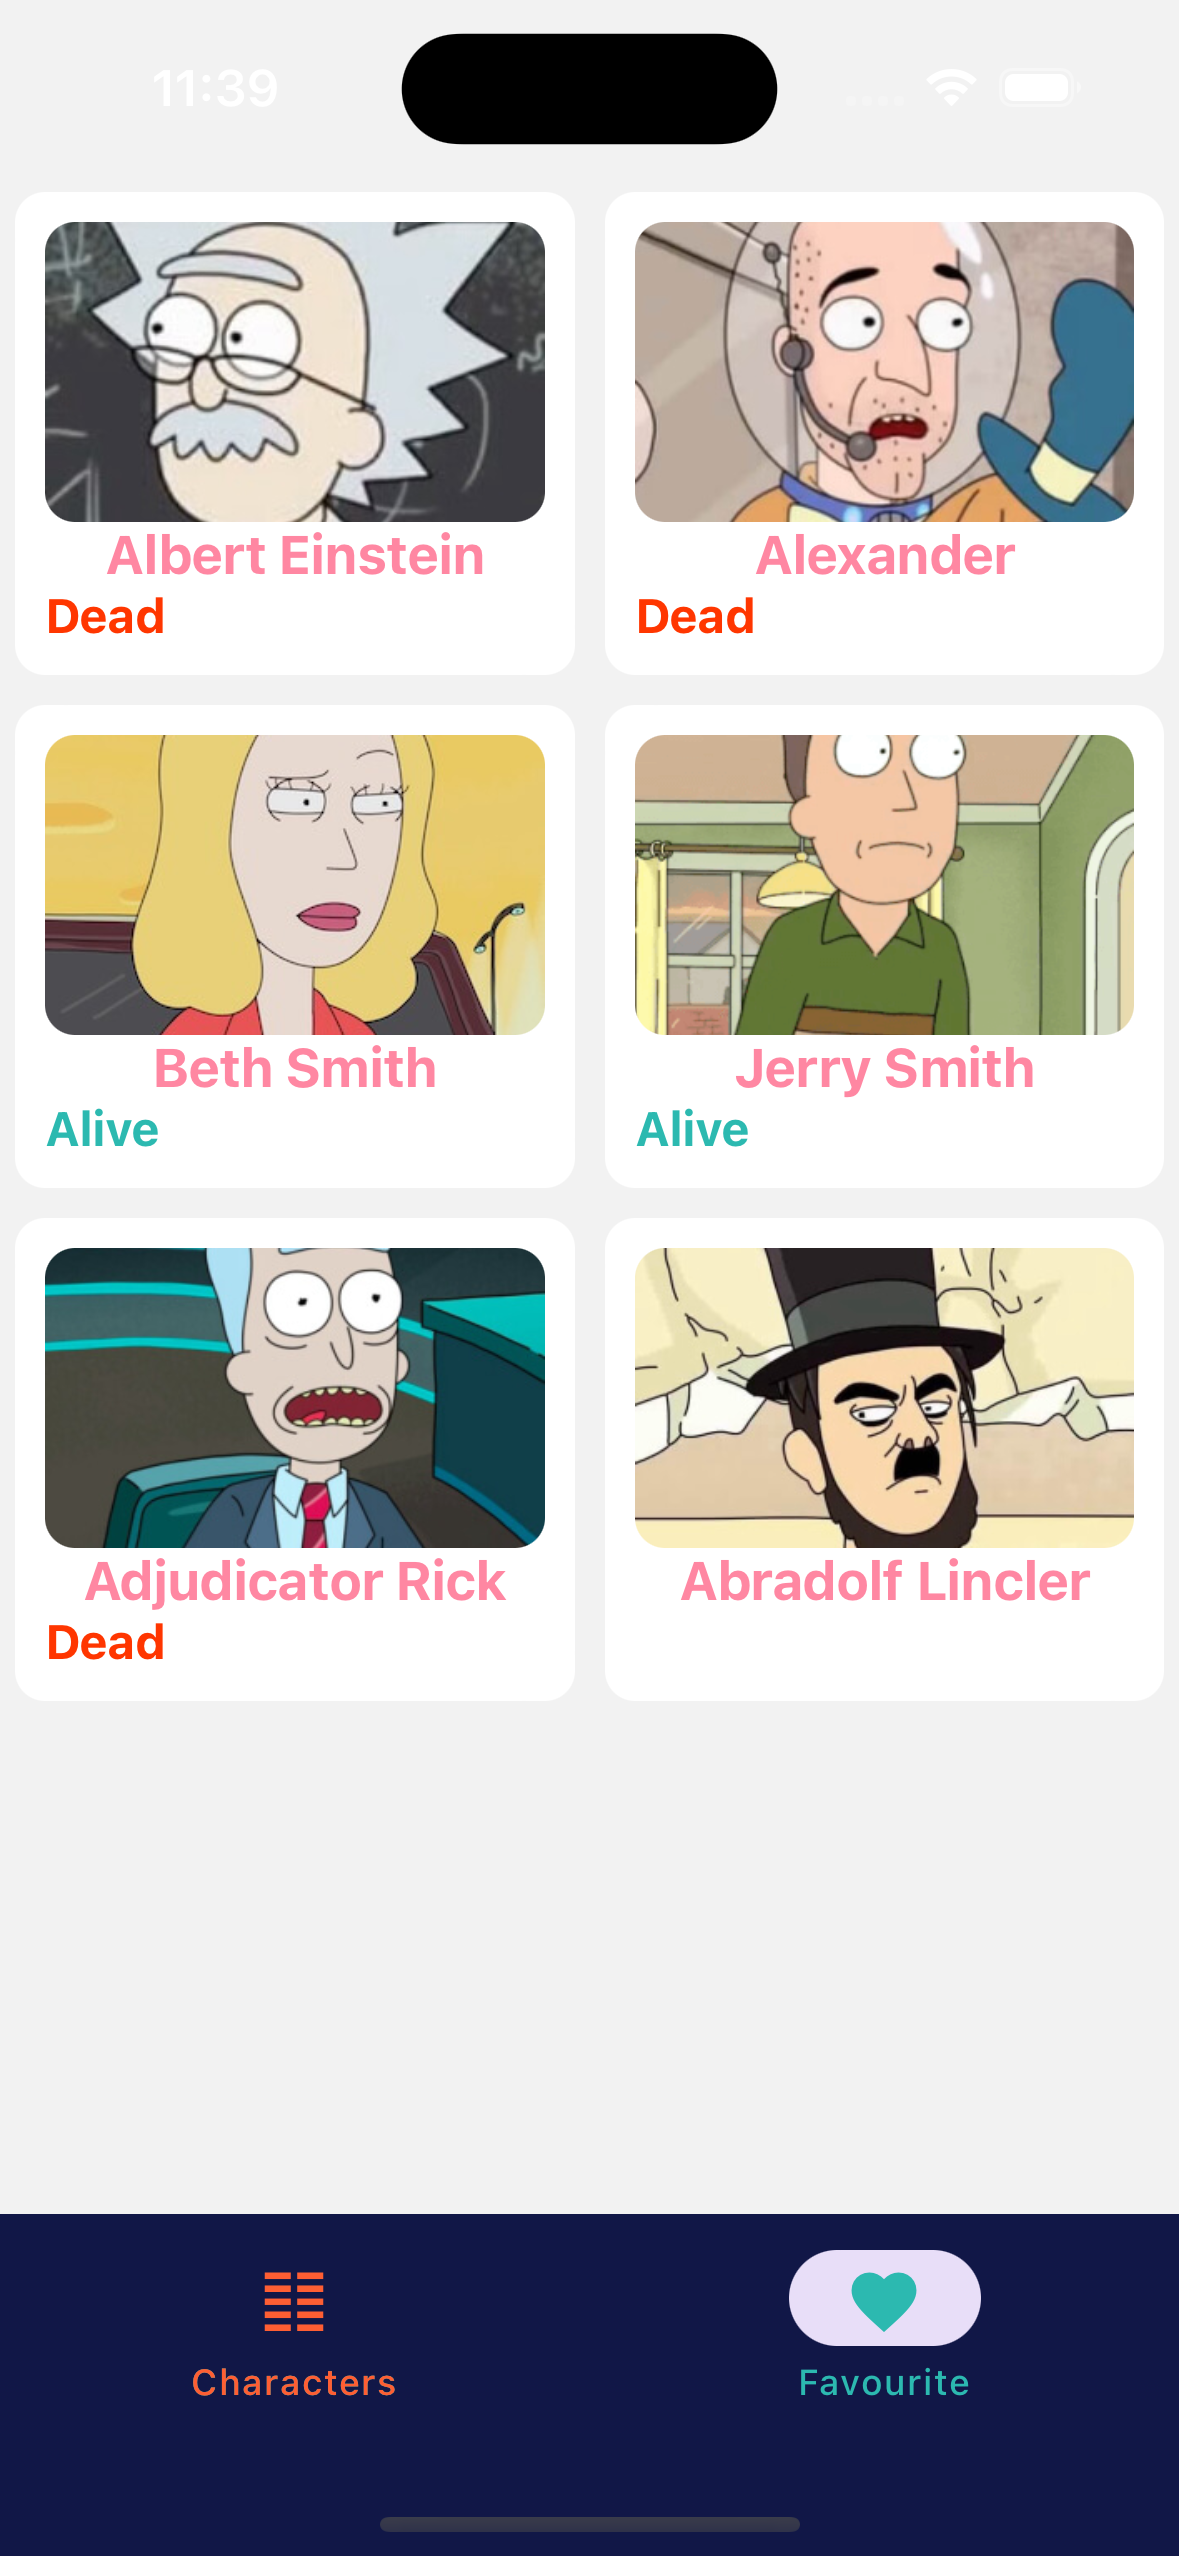 11:39
Albert Einstein
Dead
Alexander
Dead
Beth Smith
Alive
Jerry Smith
Alive
Adjudicator Rick
Dead
Abradolf Lincler
Characters
Favourite